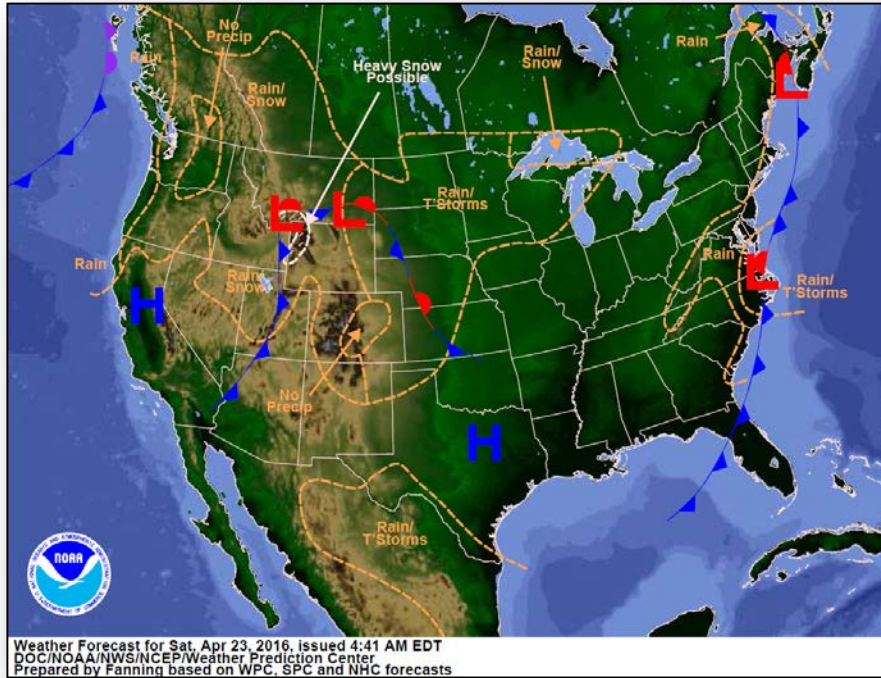 No
Precip
Rain
Rain/
Snow
Heavy Snow
Possible
Rain/
Snow
Rain
L
L
L
Rain/
T'Storms
L
Rain
Rain/
T'Storms
Rain
Rain/
Snow
H
No
Precip
H
Rain/
T'Storms
NOAA
Weather Forecast for Sat, Apr 23, 2016, issued 4:41 AM EDT
DOC/NOAA/NWS/NCEP/Weather Prediction Center
Prepared by Fanning based on WPC, SPC and NHC forecasts